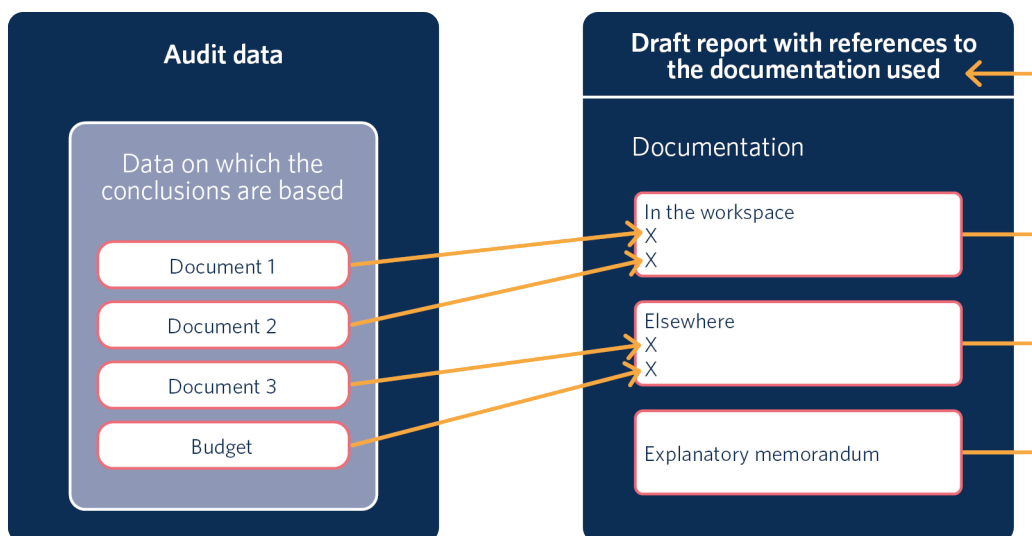 Audit data
Data on which the
conclusions are based
Document 1
Document 2
Document 3
Budget
Draft report with references to
the documentation used
Documentation
In the workspace
X
X
Elsewhere
X
X
Explanatory memorandum